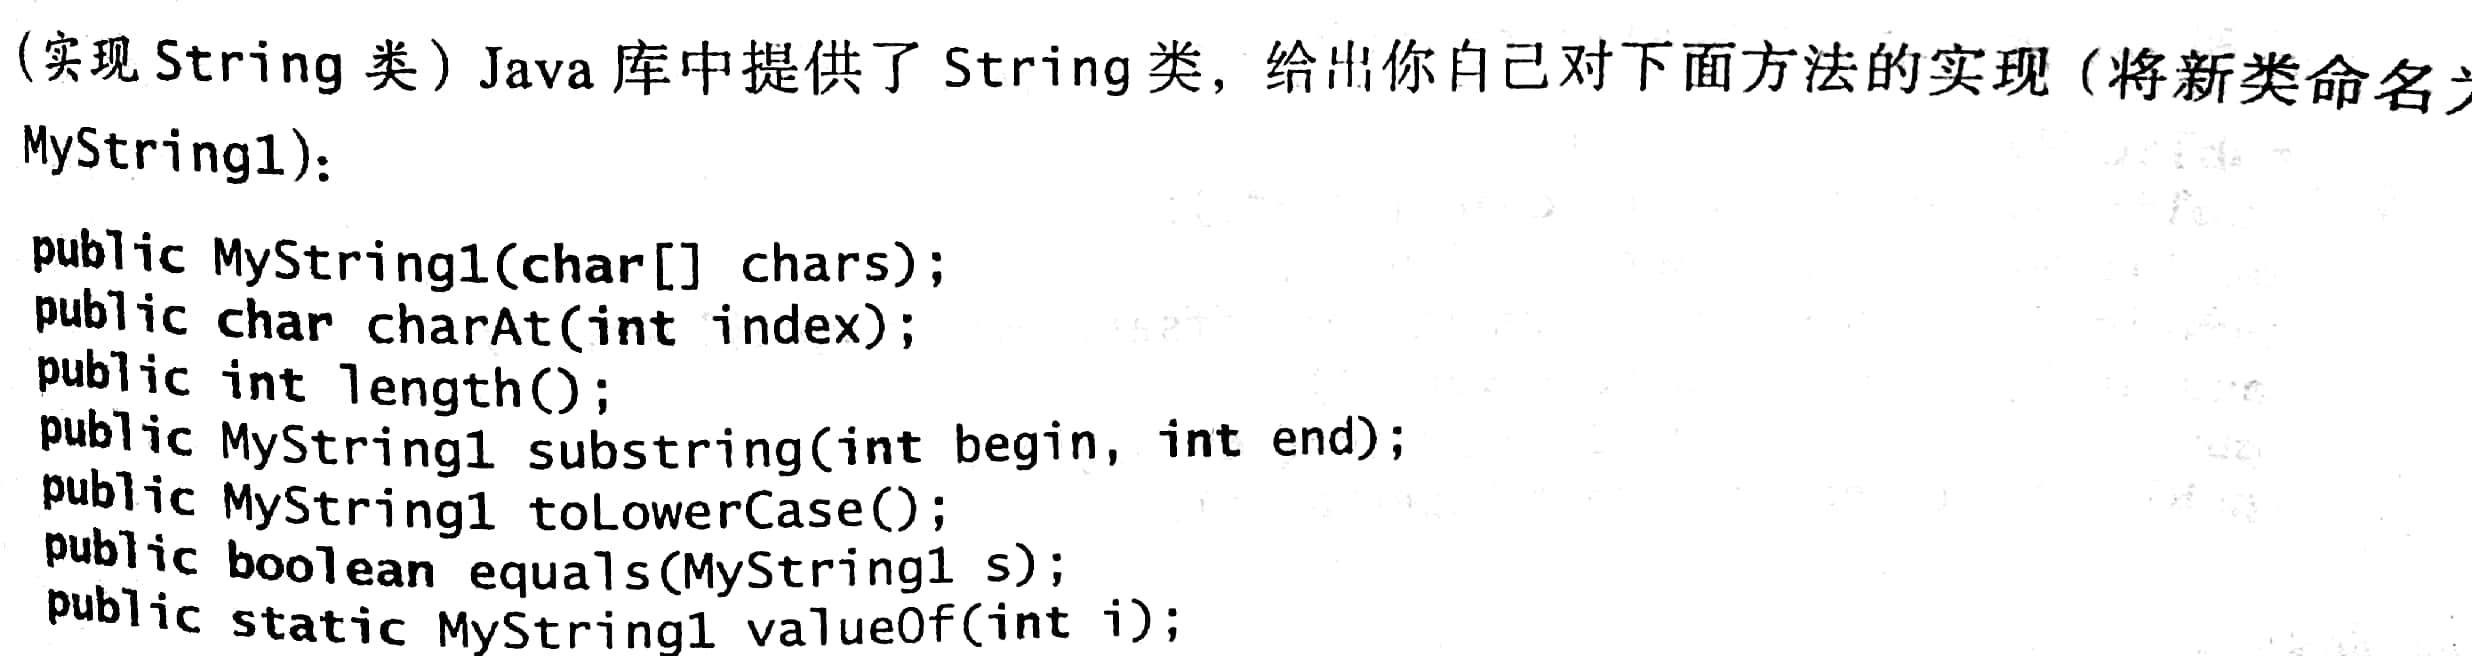 (实现 String 类) Java 库中提供了 String 类, 给出你自己对下面方法的实现 (将新类命名为
MyString1):
public MyString1(char[] chars);
public char charAt(int index);
public int length();
public MyString1 substring(int begin, int end);
public MyString1 toLowerCase();
public boolean equals(MyString1 s);
public static MyString1 valueOf(int i);